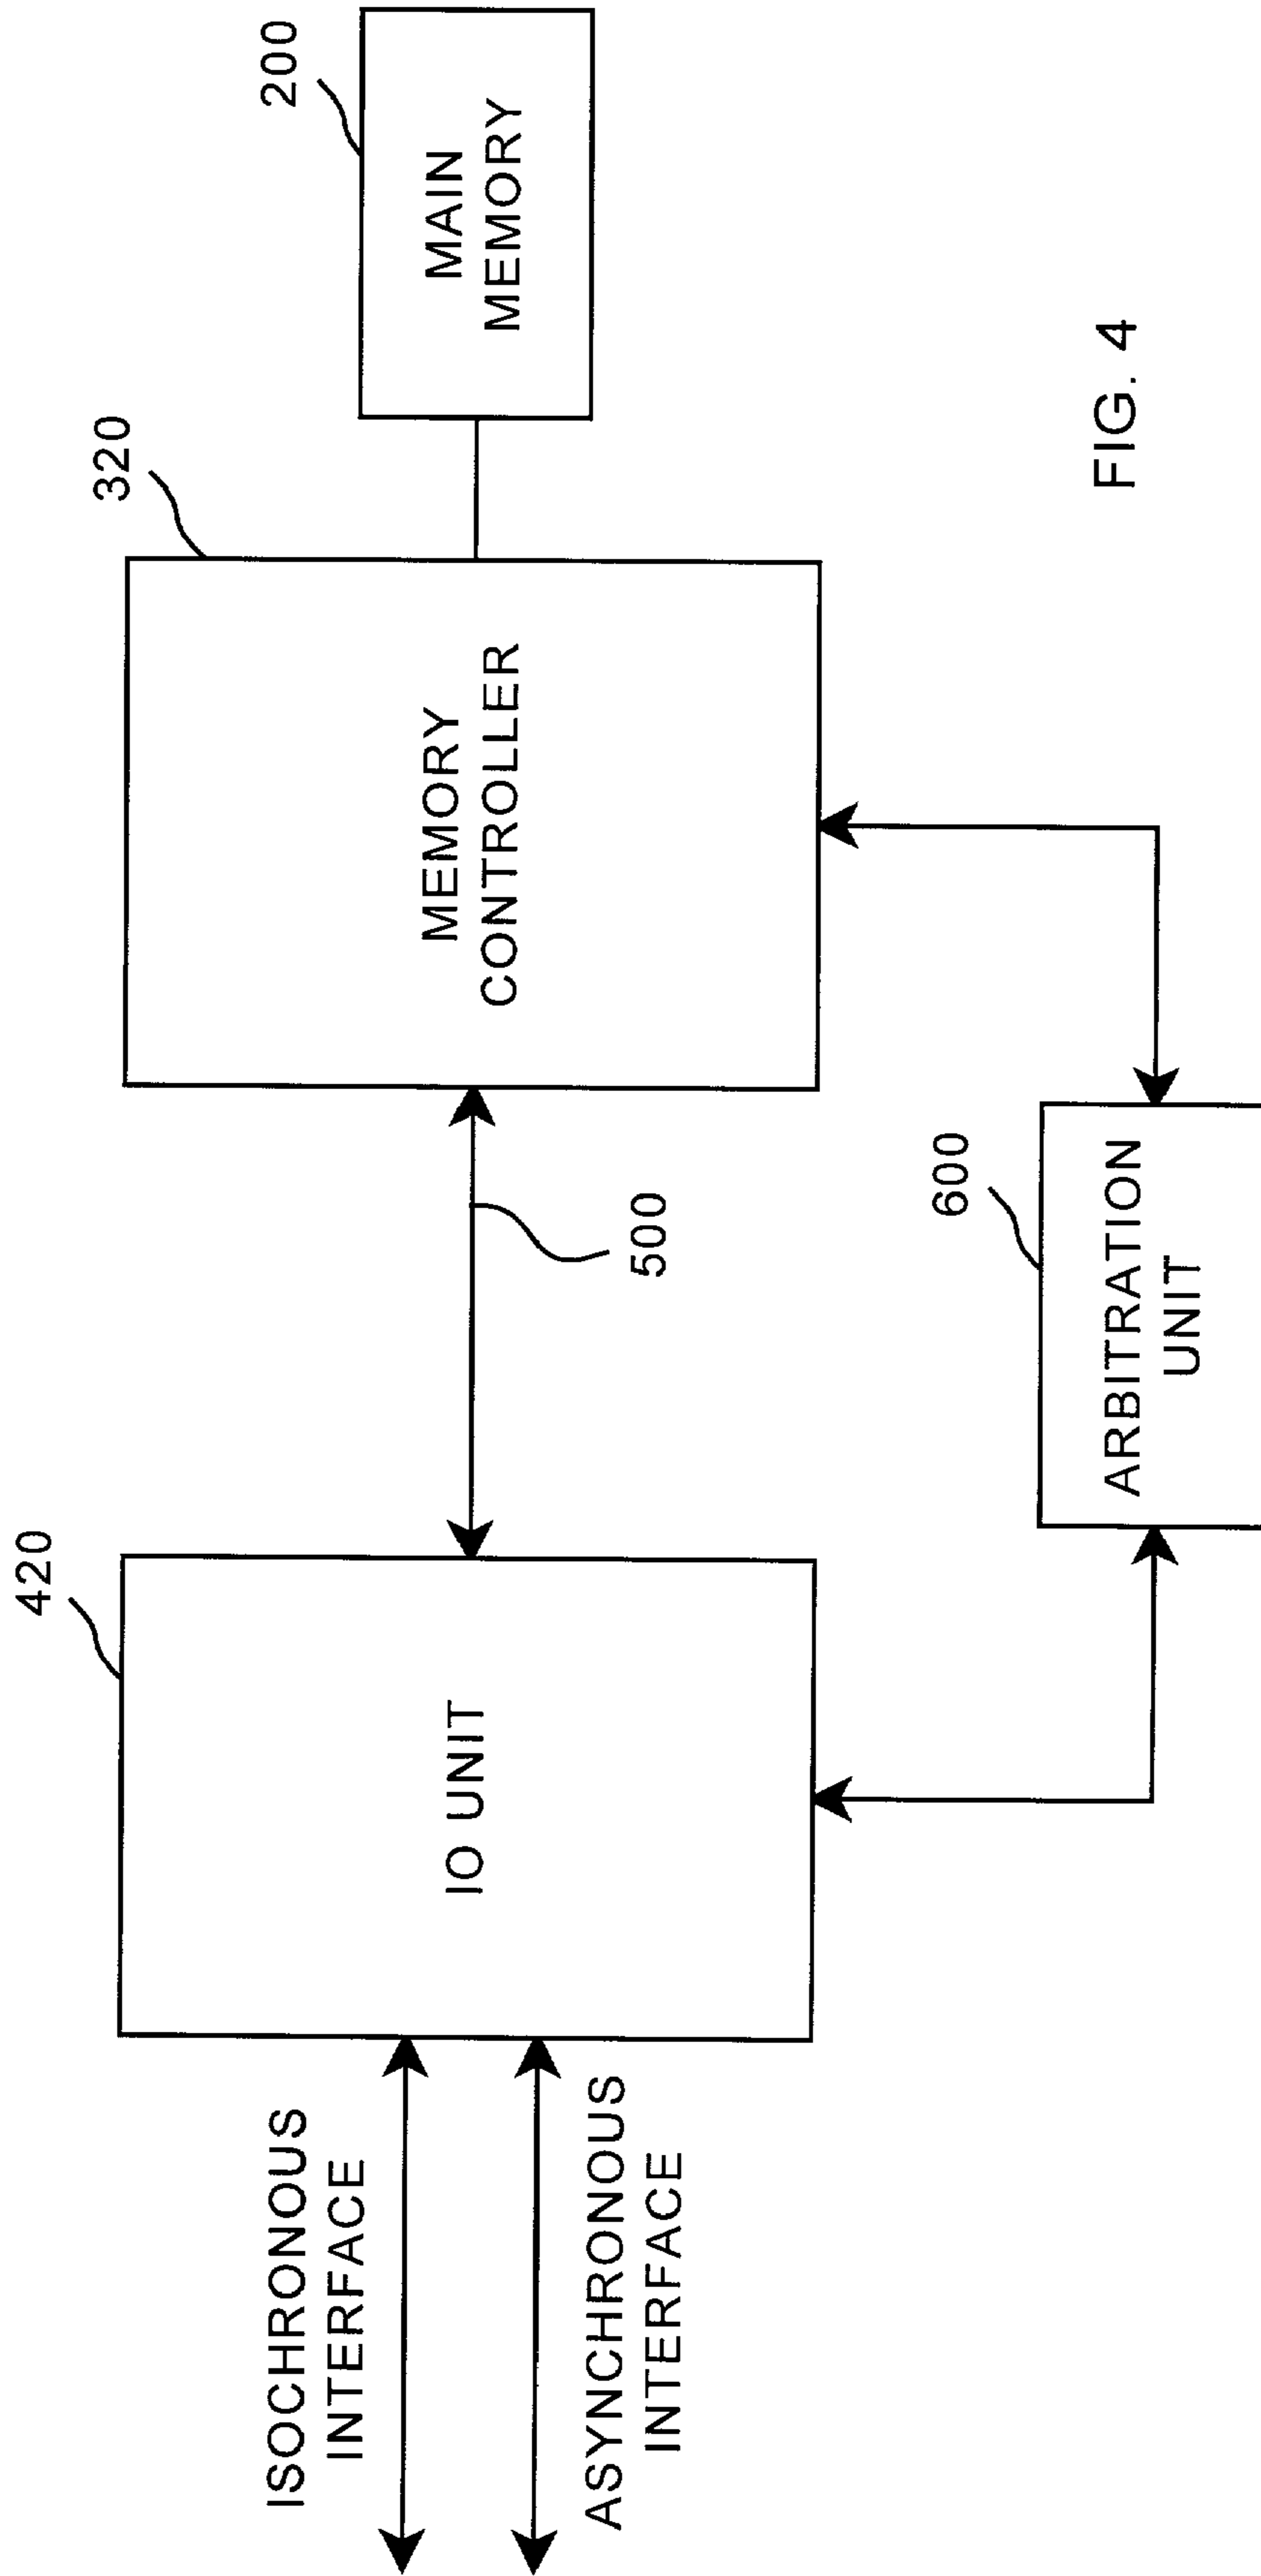 420
320
200
ISOCHRONOUS
INTERFACE
ASYNCHRONOUS
INTERFACE
IO UNIT
500
MEMORY
CONTROLLER
MAIN
MEMORY
600
ARBITRATION
UNIT
FIG. 4